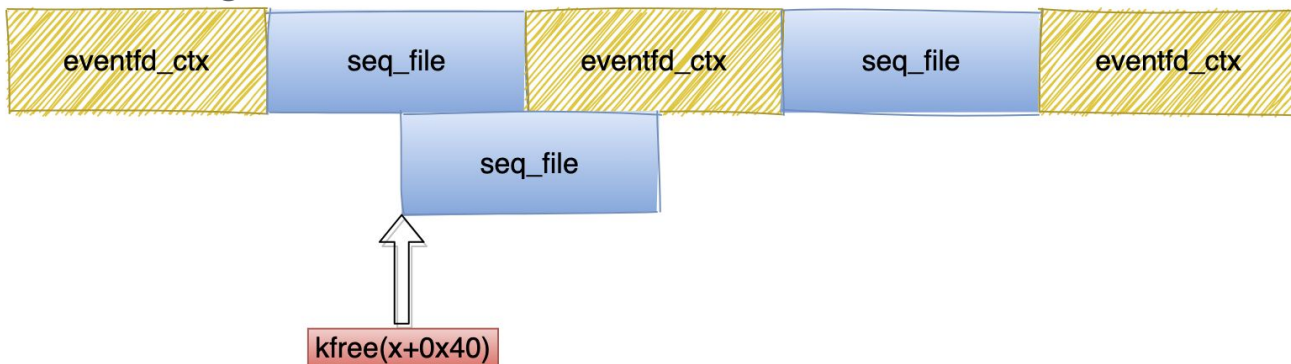 eventfd_ctx seq_file eventfd_ctx seq_file eventfd_ctx
seq_file
kfree(x+0x40)